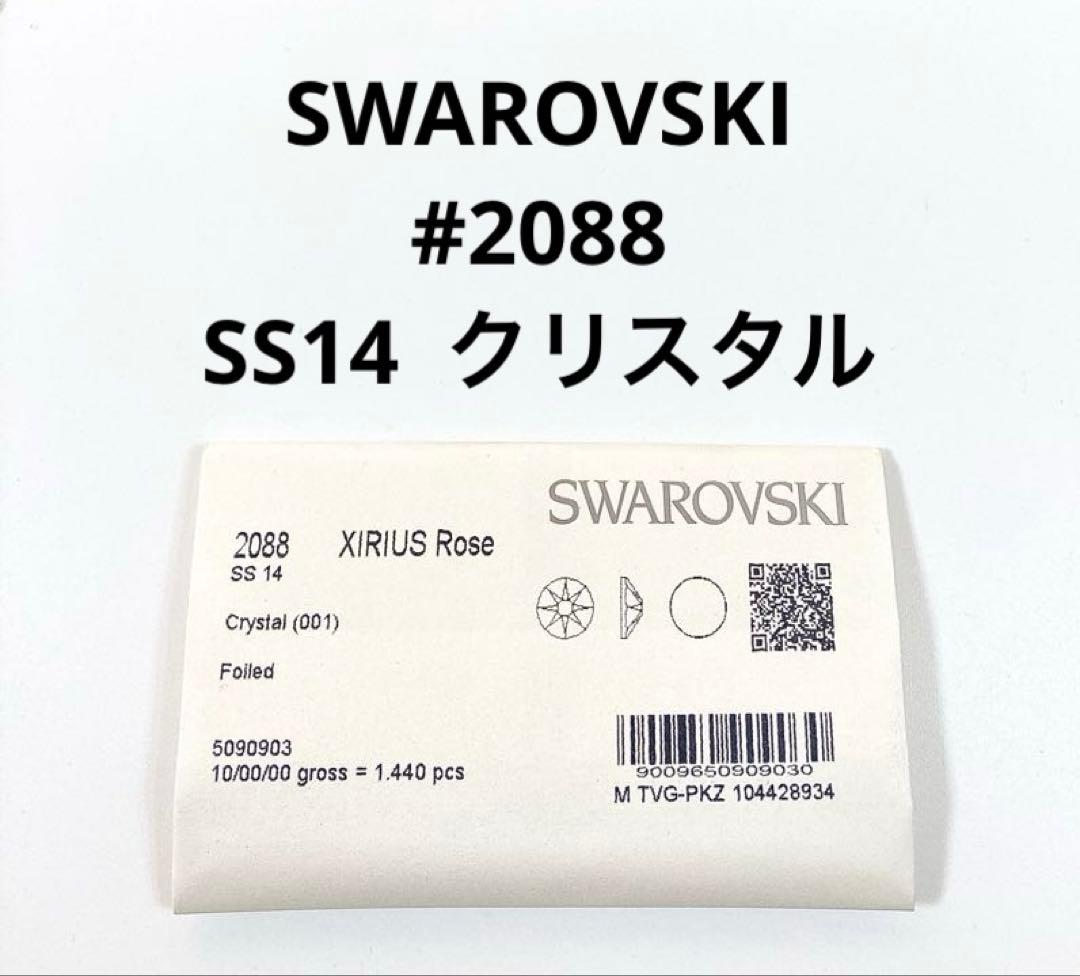 SWAROVSKI
#2088
SS14 クリスタル
SWAROVSKI
2088 XIRIUS Rose
SS 14
Crystal (001)
Foiled
5090903
10/00/00 gross = 1.440 pcs
9009650909030
M TVG-PKZ 104428934